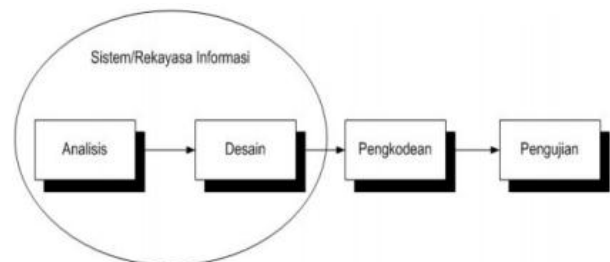 Sistem/Rekayasa Informasi
Analisis
Desain
Pengkodean
Pengujian